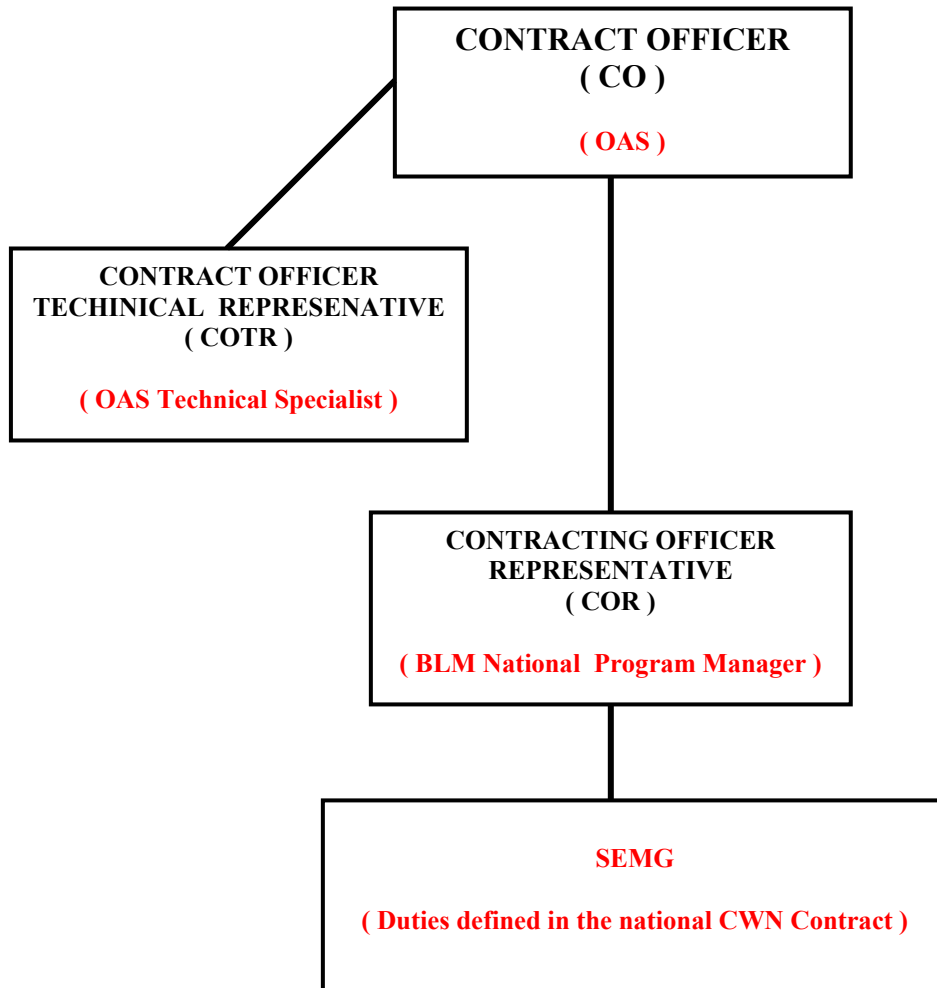 CONTRACT OFFICER
( CO )
( OAS )
CONTRACT OFFICER
TECHINICAL REPRESENATIVE
( COTR )
( OAS Technical Specialist )
CONTRACTING OFFICER
REPRESENTATIVE
( COR )
( BLM National Program Manager )
SEMG
( Duties defined in the national CWN Contract )